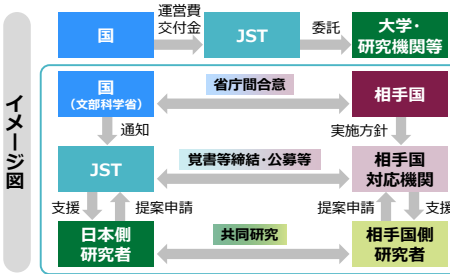 イメージ図
国
運営費
交付金
JST
委託
大学・
研究機関等
国
(文部科学省)
省庁間合意
相手国
通知
実施方針
JST
覚書等締結・公募等
相手国
対応機関
支援
提案申請
提案申請
支援
日本側
研究者
共同研究
相手国側
研究者